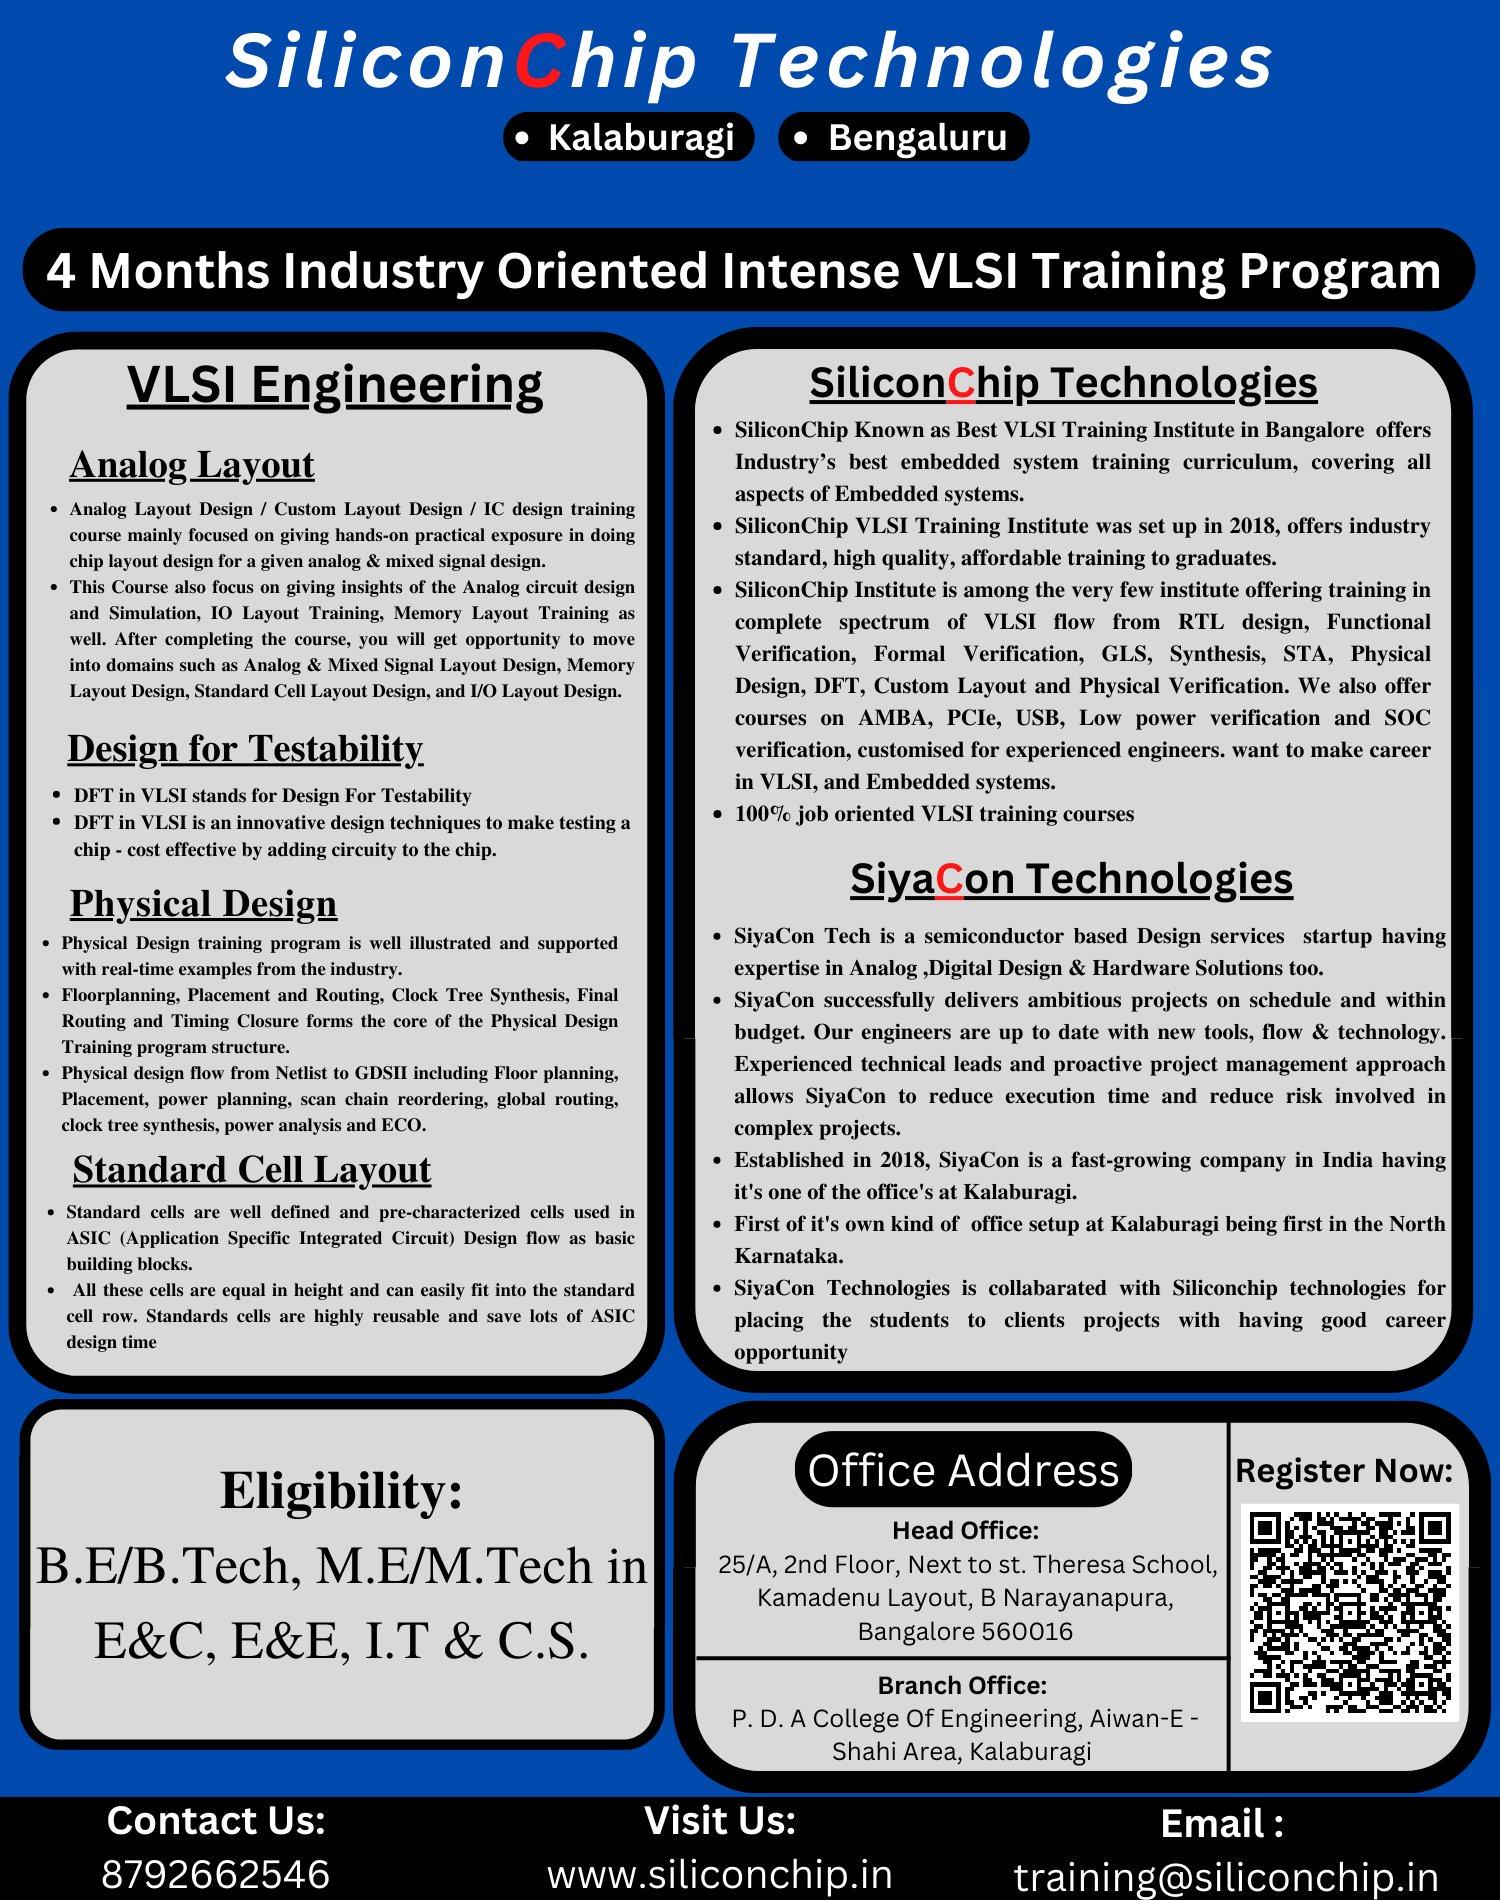 SiliconChip Technologies
• Kalaburagi
• Bengaluru
4 Months Industry Oriented Intense VLSI Training Program
VLSI Engineering
Analog Layout
• Analog Layout Design / Custom Layout Design / IC design training
course mainly focused on giving hands-on practical exposure in doing
chip layout design for a given analog & mixed signal design.
• This Course also focus on giving insights of the Analog circuit design
and Simulation, IO Layout Training, Memory Layout Training as
well. After completing the course, you will get opportunity to move
into domains such as Analog & Mixed Signal Layout Design, Memory
Layout Design, Standard Cell Layout Design, and I/O Layout Design.
Design for Testability
• DFT in VLSI stands for Design For Testability
• DFT in VLSI is an innovative design techniques to make testing a
chip - cost effective by adding circuity to the chip.
Physical Design
• Physical Design training program is well illustrated and supported
with real-time examples from the industry.
• Floorplanning, Placement and Routing, Clock Tree Synthesis, Final
Routing and Timing Closure forms the core of the Physical Design
Training program structure.
• Physical design flow from Netlist to GDSII including Floor planning,
Placement, power planning, scan chain reordering, global routing,
clock tree synthesis, power analysis and ECO.
Standard Cell Layout
• Standard cells are well defined and pre-characterized cells used in
ASIC (Application Specific Integrated Circuit) Design flow as basic
building blocks.
• All these cells are equal in height and can easily fit into the standard
cell row. Standards cells are highly reusable and save lots of ASIC
design time
SiliconChip Technologies
• SiliconChip Known as Best VLSI Training Institute in Bangalore offers
Industry’s best embedded system training curriculum, covering all
aspects of Embedded systems.
• SiliconChip VLSI Training Institute was set up in 2018, offers industry
standard, high quality, affordable training to graduates.
• SiliconChip Institute is among the very few institute offering training in
complete spectrum of VLSI flow from RTL design, Functional
Verification, Formal Verification, GLS, Synthesis, STA, Physical
Design, DFT, Custom Layout and Physical Verification. We also offer
courses on AMBA, PCIe, USB, Low power verification and SOC
verification, customised for experienced engineers. want to make career
in VLSI, and Embedded systems.
• 100% job oriented VLSI training courses
SiyaCon Technologies
• SiyaCon Tech is a semiconductor based Design services startup having
expertise in Analog ,Digital Design & Hardware Solutions too.
• SiyaCon successfully delivers ambitious projects on schedule and within
budget. Our engineers are up to date with new tools, flow & technology.
Experienced technical leads and proactive project management approach
allows SiyaCon to reduce execution time and reduce risk involved in
complex projects.
• Established in 2018, SiyaCon is a fast-growing company in India having
it's one of the office's at Kalaburagi.
• First of it's own kind of office setup at Kalaburagi being first in the North
Karnataka.
• SiyaCon Technologies is collabarated with Siliconchip technologies for
placing the students to clients projects with having good career
opportunity
Eligibility:
B.E/B.Tech, M.E/M.Tech in
E&C, E&E, I.T & C.S.
Office Address
Head Office:
25/A, 2nd Floor, Next to st. Theresa School,
Kamadenu Layout, B Narayanapura,
Bangalore 560016
Branch Office:
P. D. A College Of Engineering, Aiwan-E -
Shahi Area, Kalaburagi
Register Now:
Contact Us:
8792662546
Visit Us:
www.siliconchip.in
Email :
training@siliconchip.in